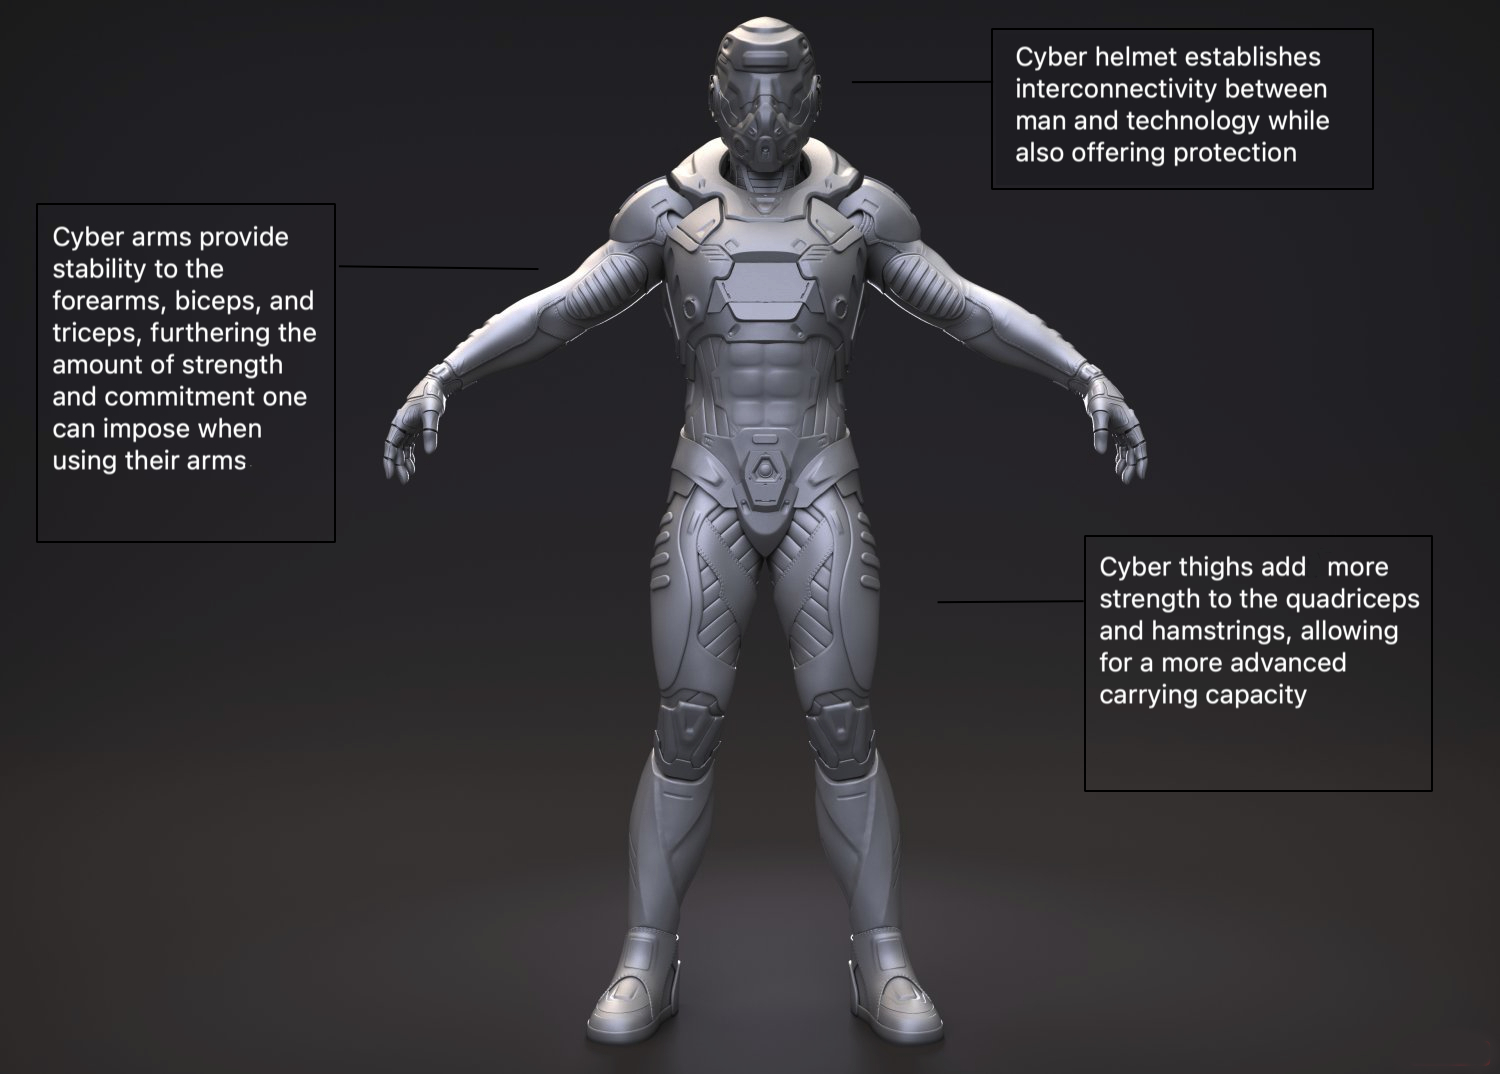 Cyber helmet establishes
interconnectivity between
man and technology while
also offering protection
Cyber arms provide
stability to the
forearms, biceps, and
triceps, furthering the
amount of strength
and commitment one
can impose when
using their arms
Cyber thighs add more
strength to the quadriceps
and hamstrings, allowing
for a more advanced
carrying capacity